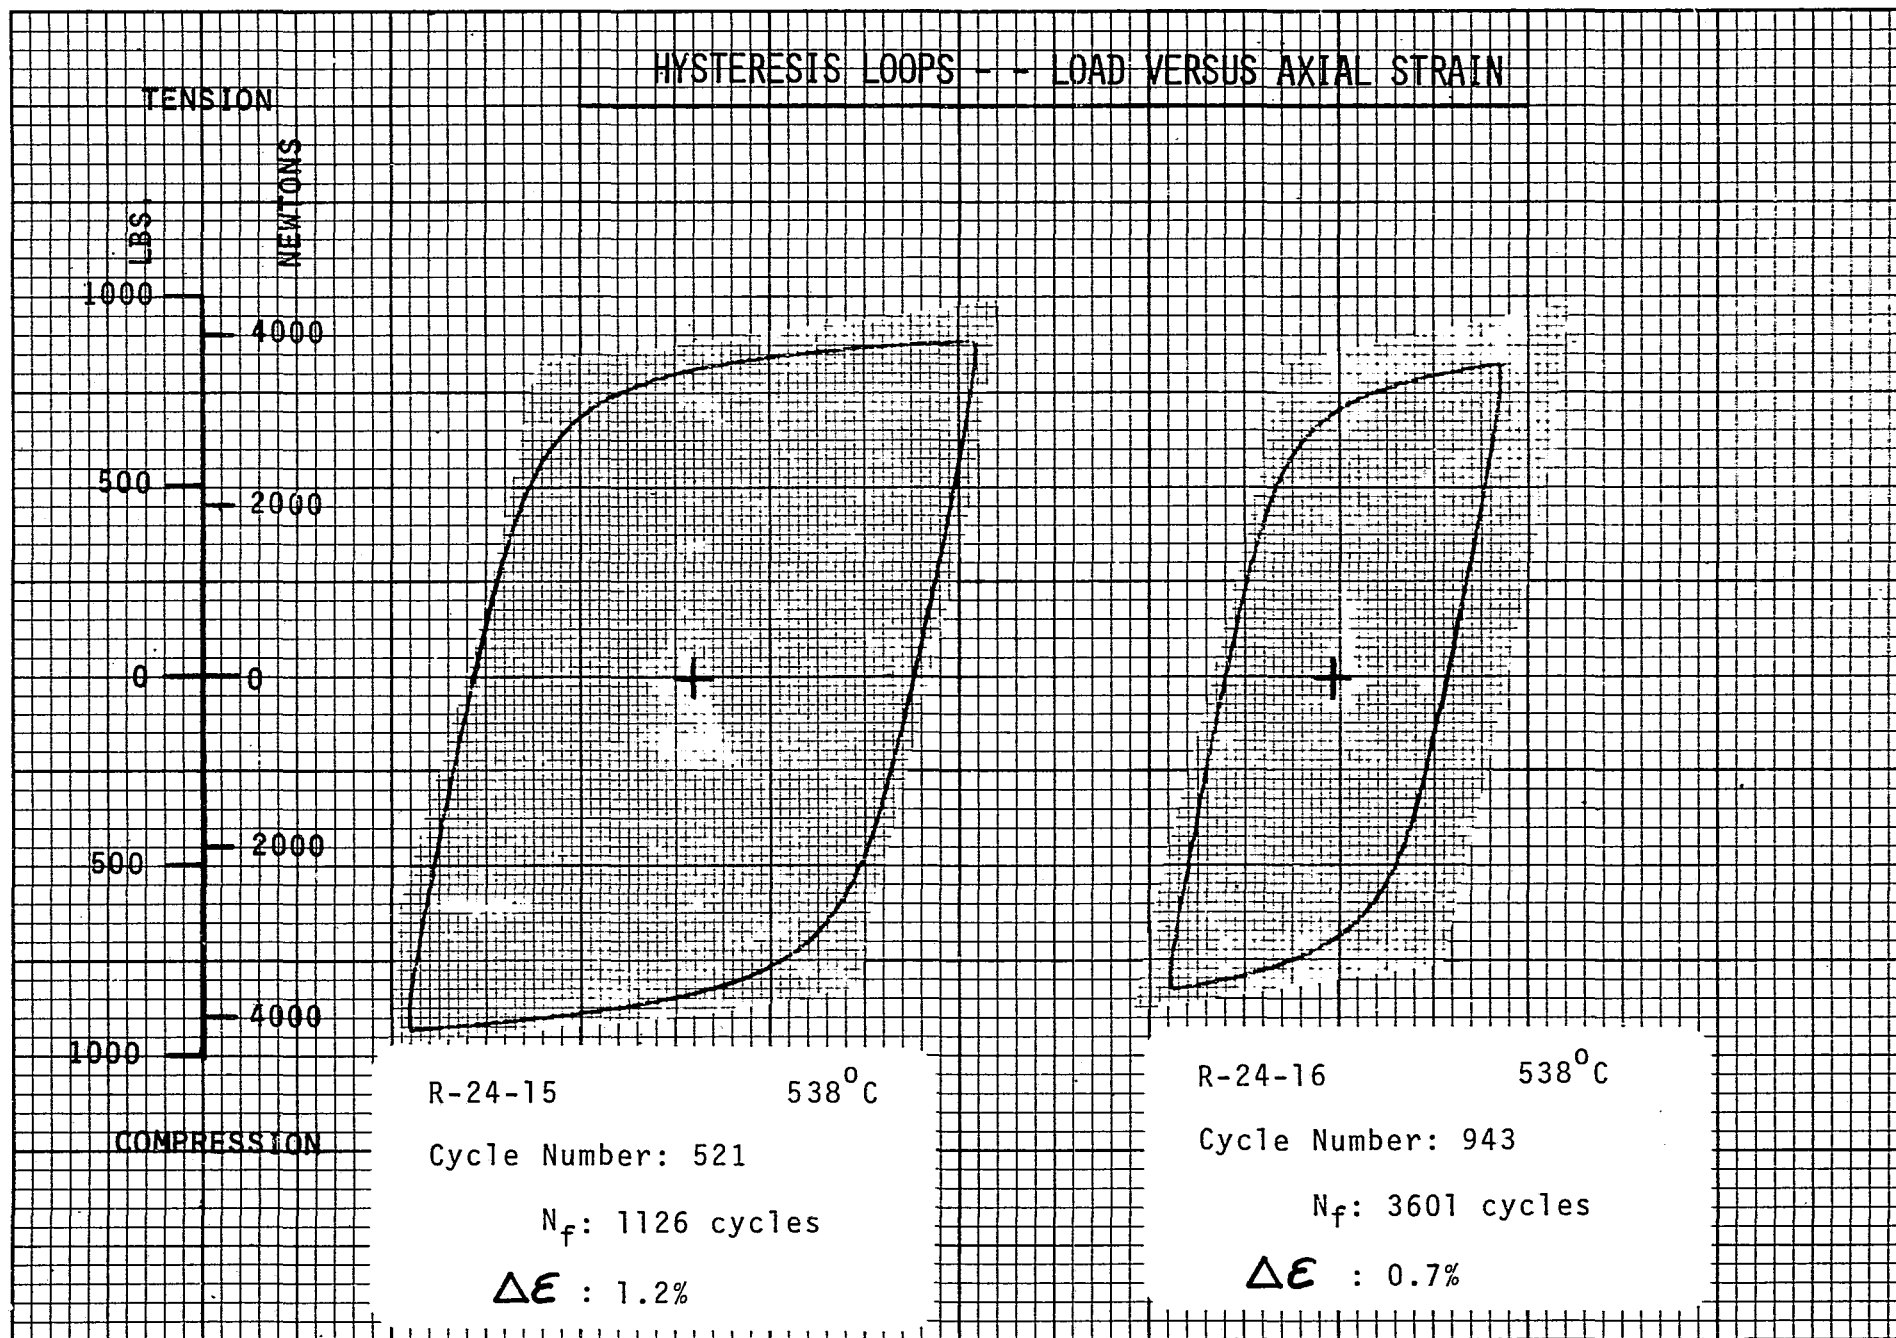 HYSTERESIS LOOPS - - LOAD VERSUS AXIAL STRAIN
TENSION
LBS.
NEWTONS
1000
4000
500
2000
0
0
2000
500
4000
1000
COMPRESSION
R-24-15 538°C
Cycle Number: 521
Nf: 1126 cycles
Δε : 1.2%
R-24-16 538°C
Cycle Number: 943
Nf: 3601 cycles
Δε : 0.7%